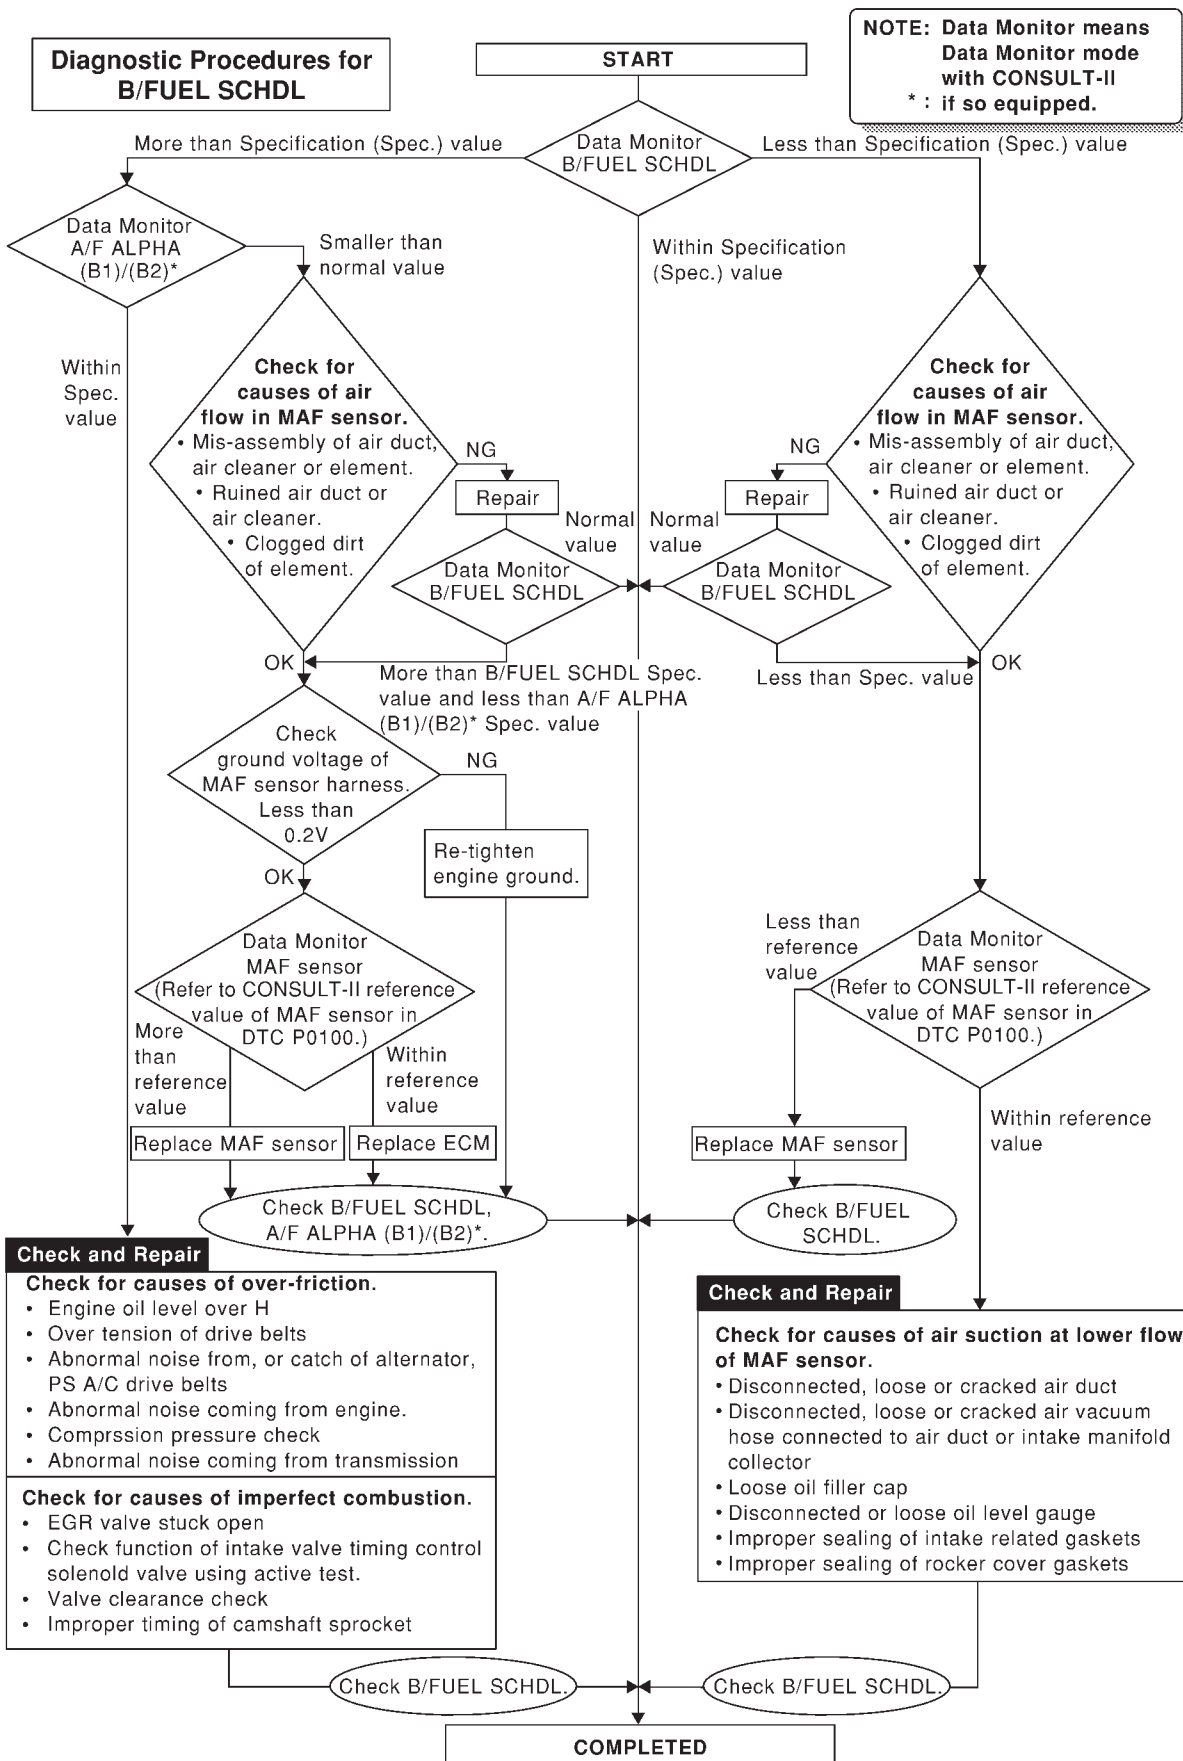 Diagnostic Procedures for
B/FUEL SCHDL
START
NOTE: Data Monitor means
Data Monitor mode
with CONSULT-II
* : if so equipped.
More than Specification (Spec.) value
Data Monitor
B/FUEL SCHDL
Less than Specification (Spec.) value
Data Monitor
A/F ALPHA
(B1)/(B2)*
Smaller than
normal value
Within Specification
(Spec.) value
Within
Spec.
value
Check for
causes of air
flow in MAF sensor.
• Mis-assembly of air duct,
air cleaner or element.
• Ruined air duct or
air cleaner.
• Clogged dirt
of element.
NG
Repair
Normal
value
Data Monitor
B/FUEL SCHDL
Check for
causes of air
flow in MAF sensor.
• Mis-assembly of air duct,
air cleaner or element.
• Ruined air duct or
air cleaner.
• Clogged dirt
of element.
NG
Repair
Normal
value
Data Monitor
B/FUEL SCHDL
OK
More than B/FUEL SCHDL Spec.
value and less than A/F ALPHA
(B1)/(B2)* Spec. value
Less than Spec. value
OK
Check
ground voltage of
MAF sensor harness.
Less than
0.2V
NG
Re-tighten
engine ground.
OK
Data Monitor
MAF sensor
(Refer to CONSULT-II reference
value of MAF sensor in
DTC P0100.)
More
than
reference
value
Within
reference
value
Replace MAF sensor
Replace ECM
Check B/FUEL SCHDL,
A/F ALPHA (B1)/(B2)*.
Less than
reference
value
Data Monitor
MAF sensor
(Refer to CONSULT-II reference
value of MAF sensor in
DTC P0100.)
Within reference
value
Replace MAF sensor
Check B/FUEL
SCHDL.
Check and Repair
Check for causes of over-friction.
• Engine oil level over H
• Over tension of drive belts
• Abnormal noise from, or catch of alternator,
PS A/C drive belts
• Abnormal noise coming from engine.
• Comprssion pressure check
• Abnormal noise coming from transmission
Check for causes of imperfect combustion.
• EGR valve stuck open
• Check function of intake valve timing control
solenold valve using active test.
• Valve clearance check
• Improper timing of camshaft sprocket
Check and Repair
Check for causes of air suction at lower flow
of MAF sensor.
• Disconnected, loose or cracked air duct
• Disconnected, loose or cracked air vacuum
hose connected to air duct or intake manifold
collector
• Loose oil filler cap
• Disconnected or loose oil level gauge
• Improper sealing of intake related gaskets
• Improper sealing of rocker cover gaskets
Check B/FUEL SCHDL.
Check B/FUEL SCHDL.
COMPLETED